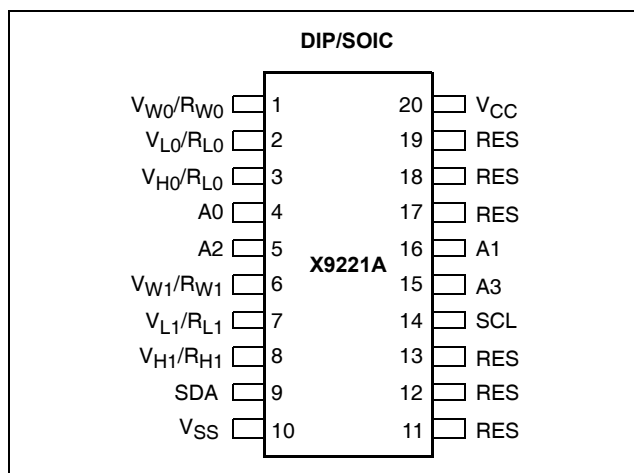 DIP/SOIC
VW0/RW0 1 20 VCC
VL0/RL0 2 19 RES
VH0/RL0 3 18 RES
A0 4 17 RES
A2 5 16 A1
X9221A
VW1/RW1 6 15 A3
VL1/RL1 7 14 SCL
VH1/RH1 8 13 RES
SDA 9 12 RES
VSS 10 11 RES